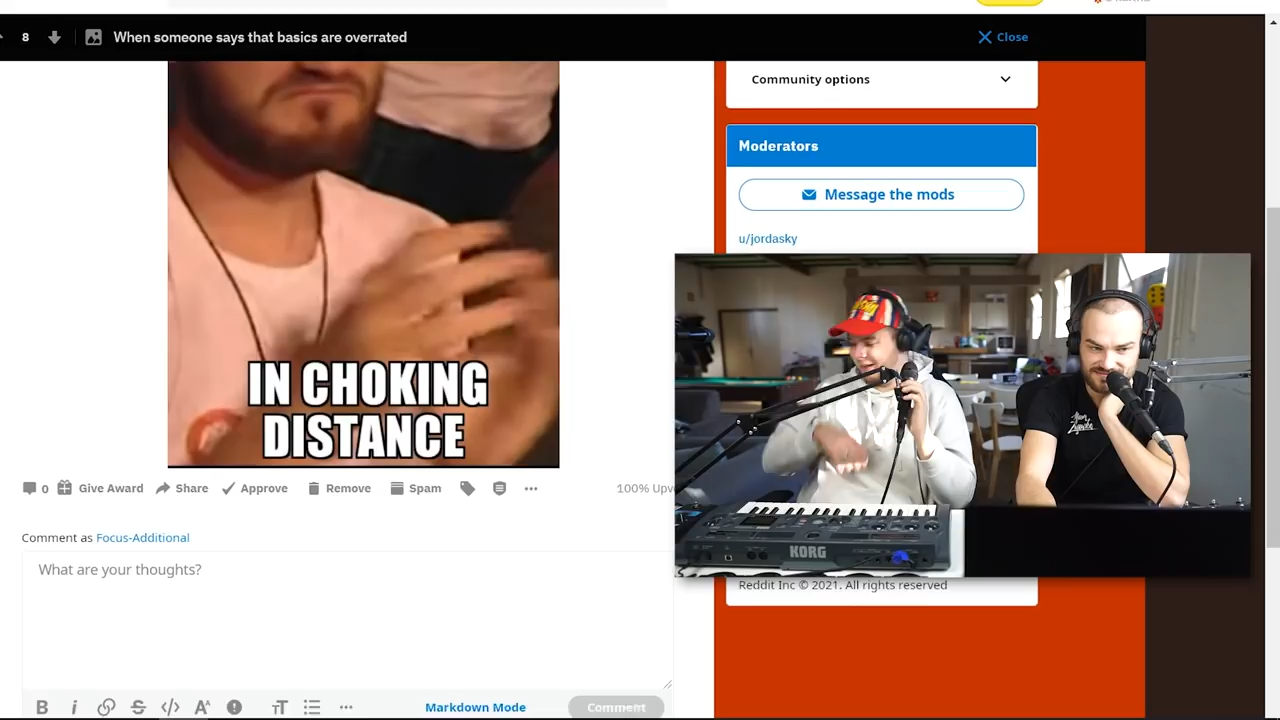 8 When someone says that basics are overrated Close
Community options
Moderators
Message the mods
u/jordasky
IN CHOKING
DISTANCE
0 Give Award Share Approve Remove Spam 100% Upv
Comment as Focus-Additional
What are your thoughts?
KORG
Reddit Inc © 2021. All rights reserved
B i Markdown Mode Comment